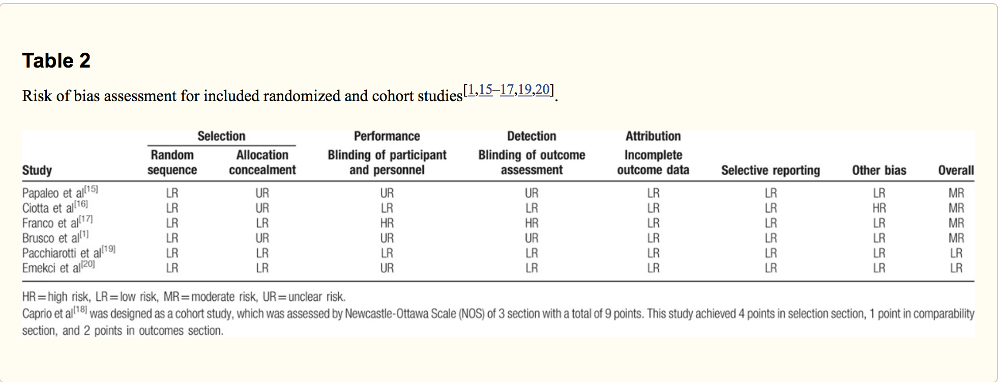 Table 2
Risk of bias assessment for included randomized and cohort studies[1,15–17,19,20].
Selection Performance Detection Attribution
Random Allocation Blinding of participant Blinding of outcome Incomplete
Study sequence concealment and personnel assessment outcome data Selective reporting Other bias Overall
Papaleo et al[15] LR UR UR UR LR LR LR MR
Ciotta et al[16] LR UR LR LR LR LR HR MR
Franco et al[17] LR LR HR HR LR LR LR MR
Brusco et al[1] LR UR UR UR LR LR LR MR
Pacchiarotti et al[19] LR LR LR LR LR LR LR LR
Emekci et al[20] LR LR UR LR LR LR LR LR
HR=high risk, LR=low risk, MR=moderate risk, UR=unclear risk.
Caprio et al[18] was designed as a cohort study, which was assessed by Newcastle-Ottawa Scale (NOS) of 3 section with a total of 9 points. This study achieved 4 points in selection section, 1 point in comparability
section, and 2 points in outcomes section.